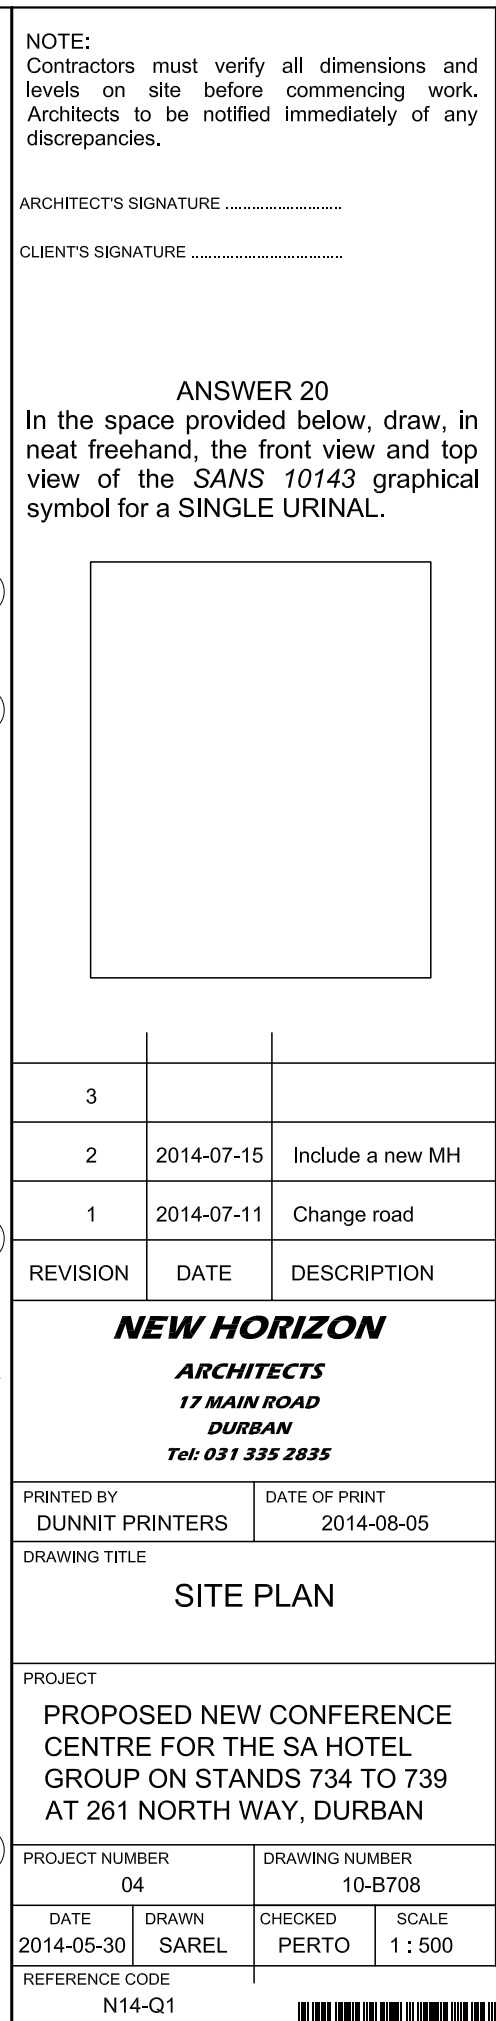 NOTE:
Contractors must verify all dimensions and
levels on site before commencing work.
Architects to be notified immediately of any
discrepancies.
ARCHITECT'S SIGNATURE ............................
CLIENT'S SIGNATURE ...................................
ANSWER 20
In the space provided below, draw, in
neat freehand, the front view and top
view of the SANS 10143 graphical
symbol for a SINGLE URINAL.
3
2 2014-07-15 Include a new MH
1 2014-07-11 Change road
REVISION DATE DESCRIPTION
NEW HORIZON
ARCHITECTS
17 MAIN ROAD
DURBAN
Tel: 031 335 2835
PRINTED BY DATE OF PRINT
DUNNIT PRINTERS 2014-08-05
DRAWING TITLE
SITE PLAN
PROJECT
PROPOSED NEW CONFERENCE
CENTRE FOR THE SA HOTEL
GROUP ON STANDS 734 TO 739
AT 261 NORTH WAY, DURBAN
PROJECT NUMBER DRAWING NUMBER
04 10-B708
DATE DRAWN CHECKED SCALE
2014-05-30 SAREL PERTO 1 : 500
REFERENCE CODE
N14-Q1